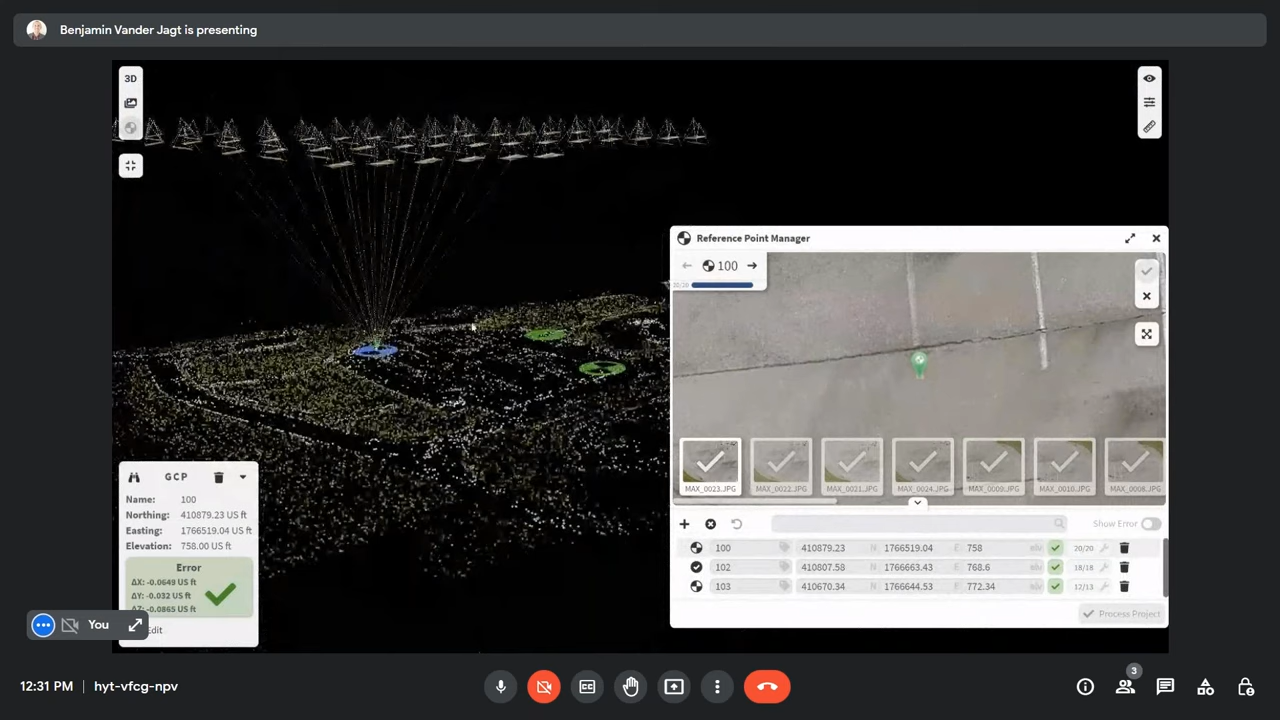 Benjamin Vander Jagt is presenting
3D
Reference Point Manager
100
20/20
MAX_0023.JPG MAX_0022.JPG MAX_0021.JPG MAX_0024.JPG MAX_0009.JPG MAX_0010.JPG MAX_0008.JPG
Show Error
100 410879.23 N 1766519.04 E 758 20/20
102 410807.58 N 1766663.43 E 768.6 18/18
103 410670.34 N 1766644.53 E 772.34 12/13
Process Project
GCP
Name: 100
Northing: 410879.23 US ft
Easting: 1766519.04 US ft
Elevation: 758.00 US ft
Error
ΔX: -0.0649 US ft
ΔY: -0.032 US ft
ΔZ: -0.0865 US ft
Edit
You
12:31 PM | hyt-vfcg-npv
3